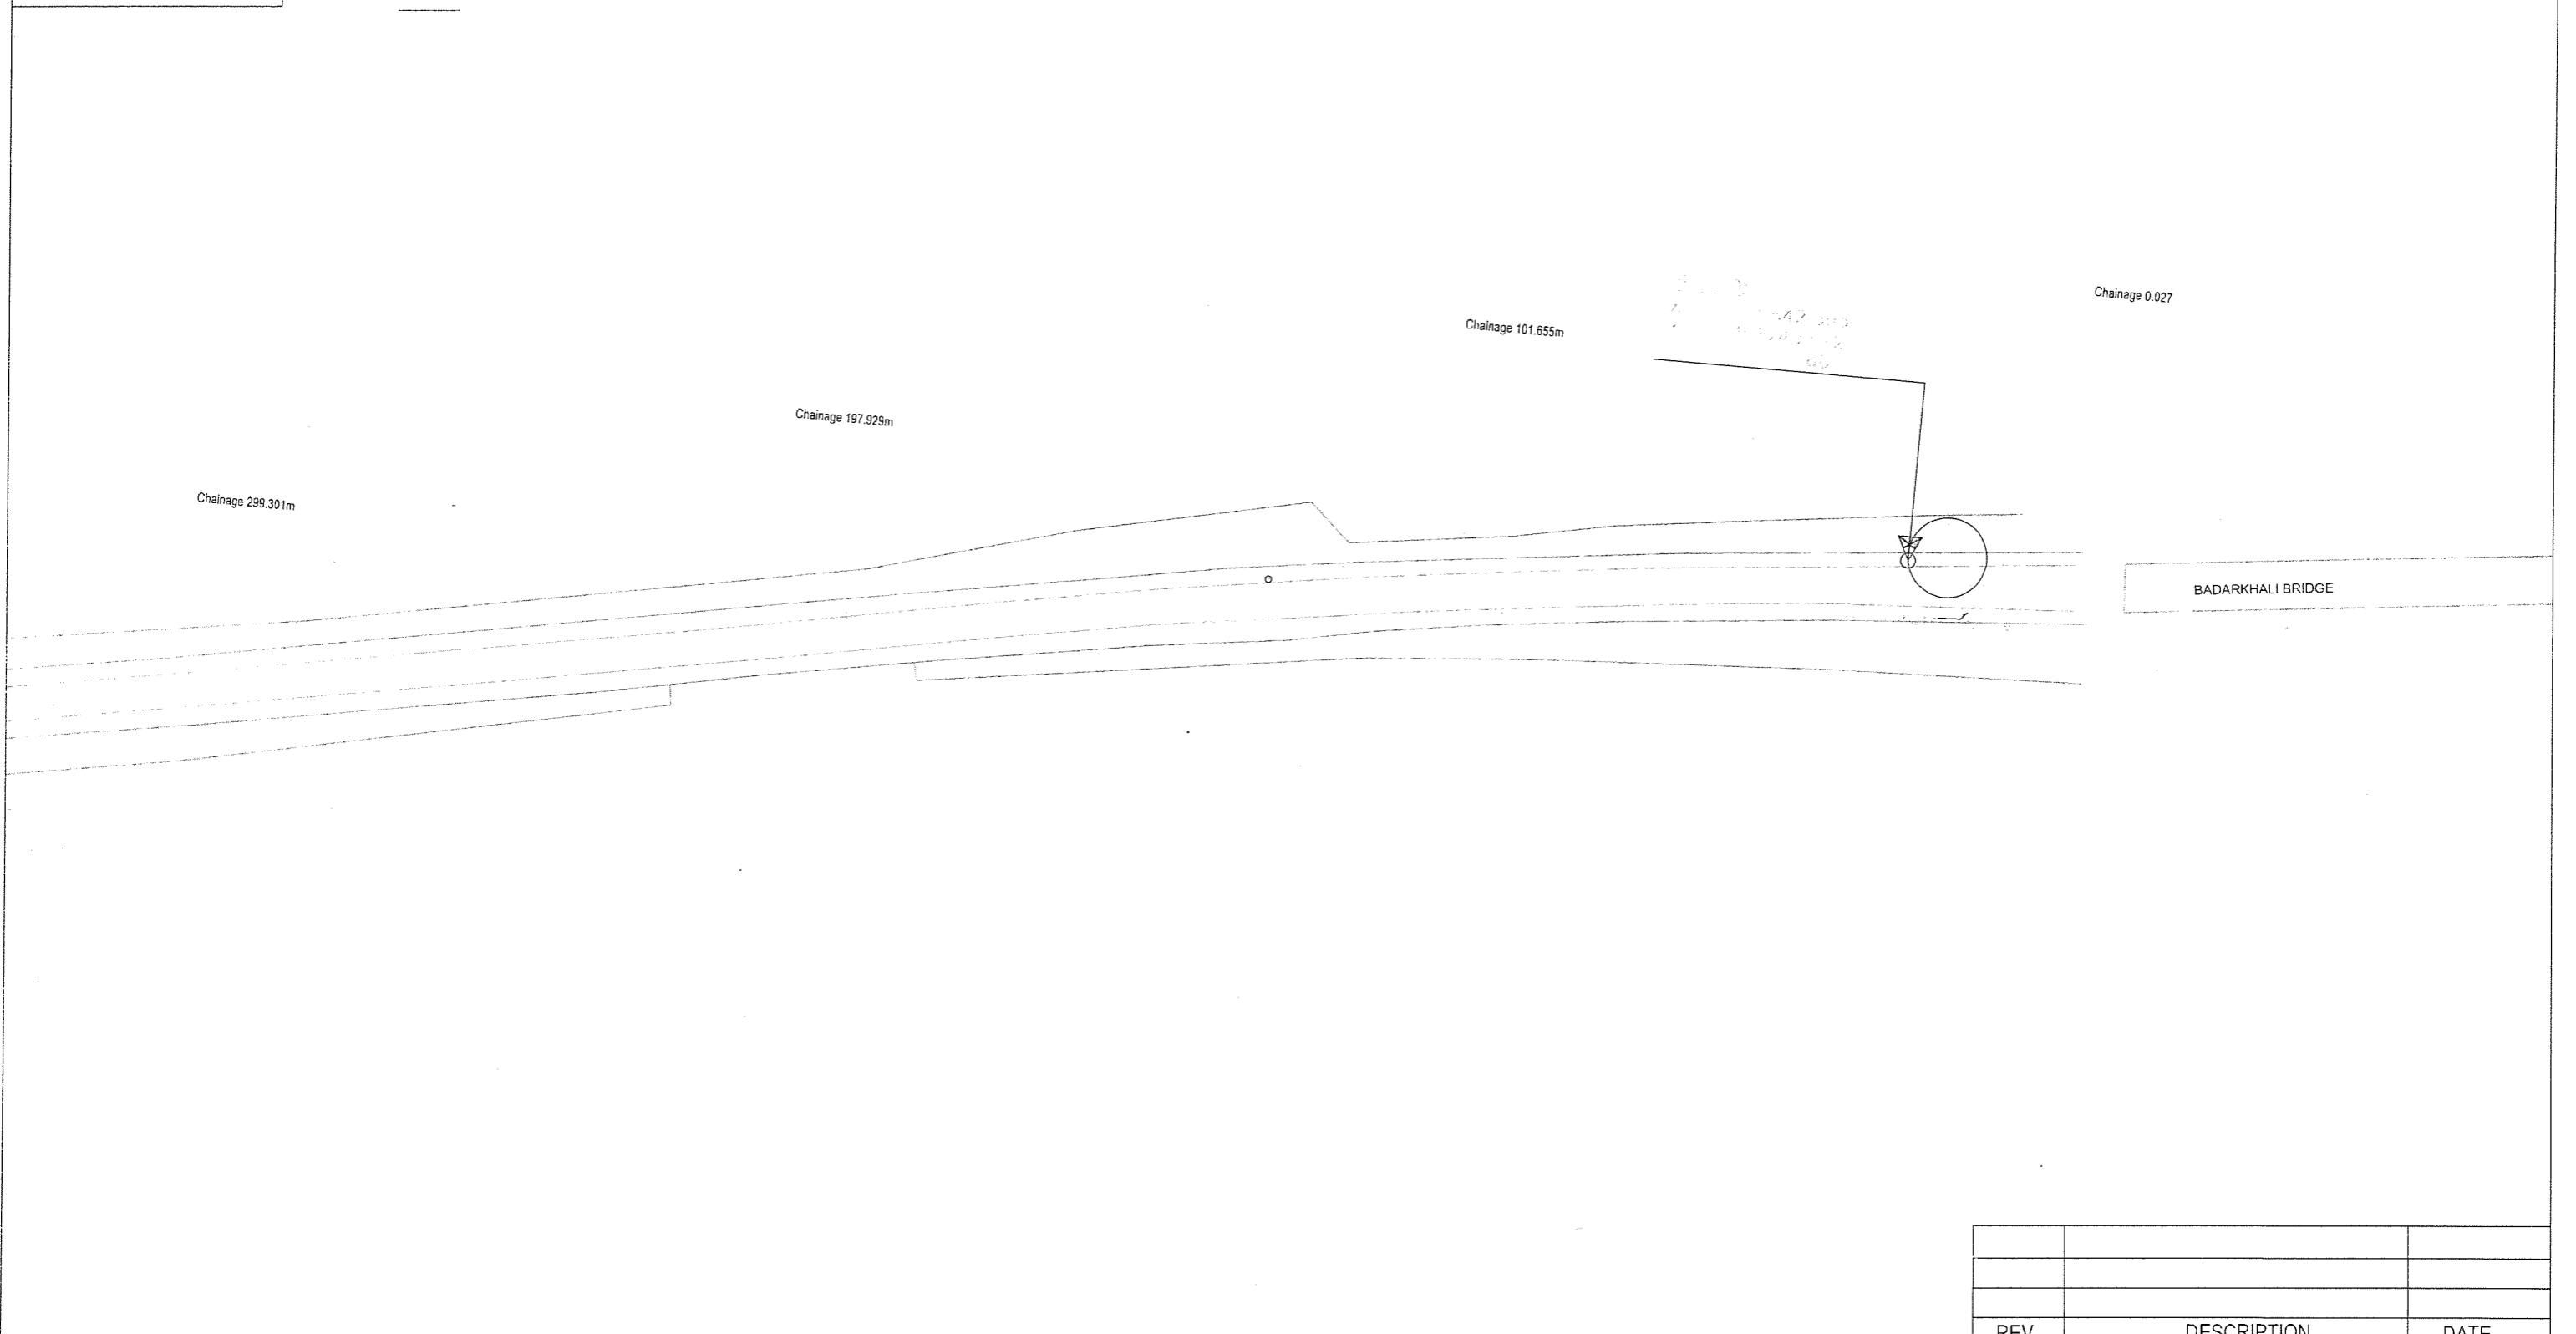 Chainage 0.027
Chainage 101.655m
Chainage 197.929m
Chainage 299.301m
BADARKHALI BRIDGE
REV DESCRIPTION DATE